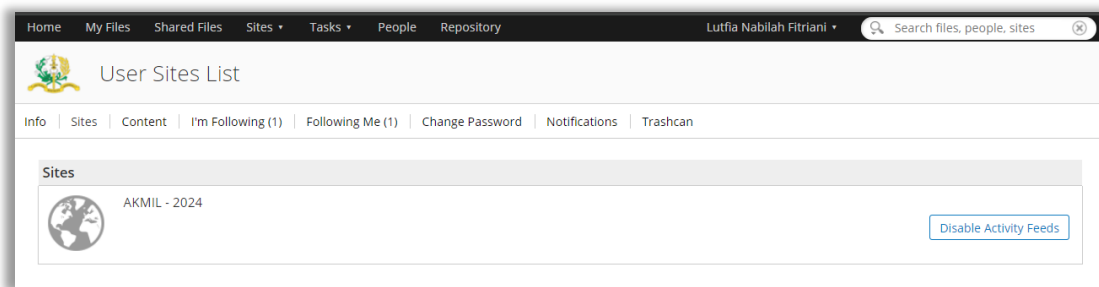 Home My Files Shared Files Sites Tasks People Repository Lutfia Nabilah Fitriani Search files, people, sites
User Sites List
Info Sites Content I'm Following (1) Following Me (1) Change Password Notifications Trashcan
Sites
AKMIL - 2024
Disable Activity Feeds